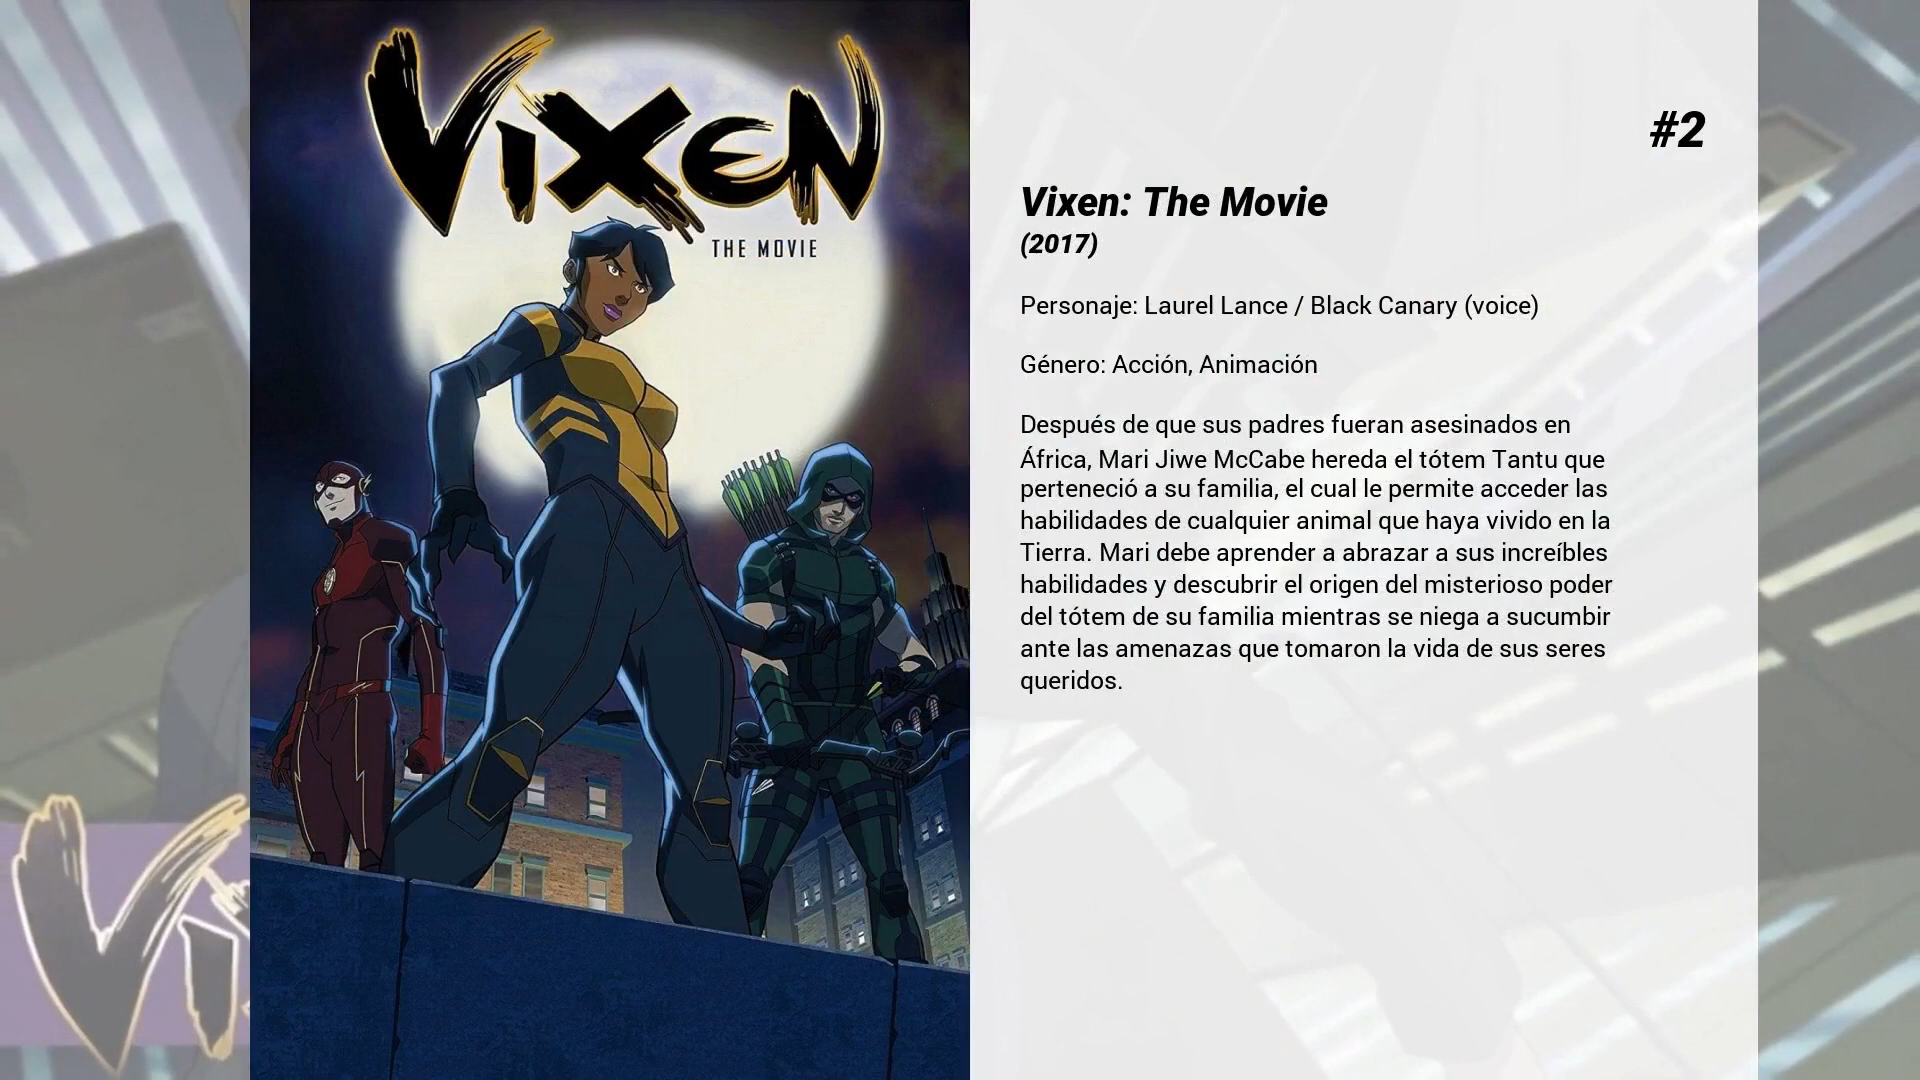 VIXEN
THE MOVIE
#2
Vixen: The Movie
(2017)
Personaje: Laurel Lance / Black Canary (voice)
Género: Acción, Animación
Después de que sus padres fueran asesinados en
África, Mari Jiwe McCabe hereda el tótem Tantu que
perteneció a su familia, el cual le permite acceder las
habilidades de cualquier animal que haya vivido en la
Tierra. Mari debe aprender a abrazar a sus increíbles
habilidades y descubrir el origen del misterioso poder
del tótem de su familia mientras se niega a sucumbir
ante las amenazas que tomaron la vida de sus seres
queridos.